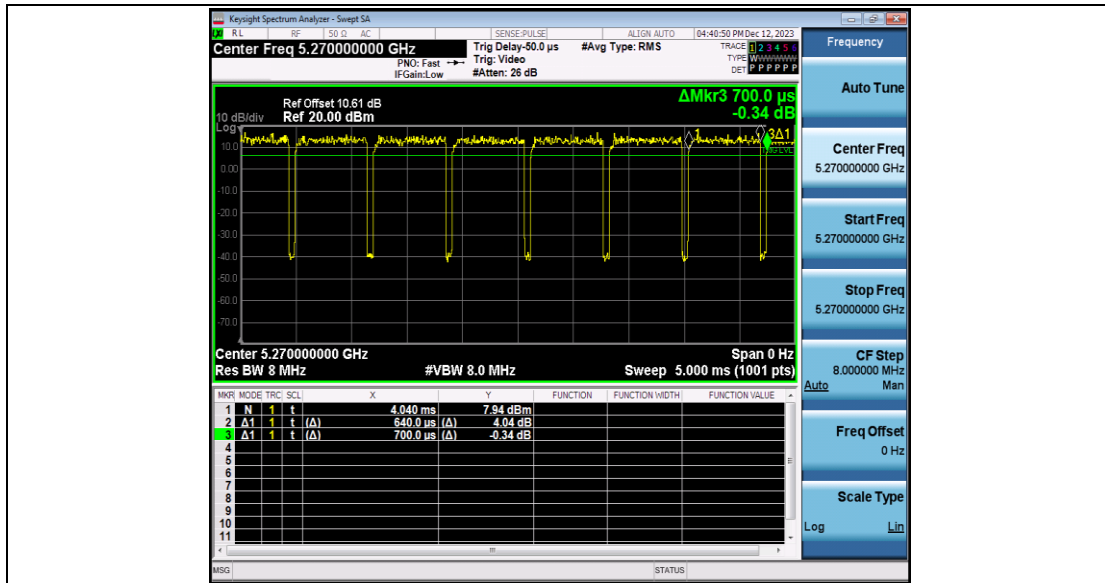 Keysight Spectrum Analyzer - Swept SA
RL RF 50 Ω AC SENSE:PULSE ALIGN AUTO 04:40:50 PM Dec 12, 2023
Center Freq 5.270000000 GHz Trig Delay-50.0 µs #Avg Type: RMS TRACE 1 2 3 4 5 6
PNO: Fast Trig: Video TYPE WWWWWW
IFGain:Low #Atten: 26 dB DET P P P P P P
ΔMkr3 700.0 µs
Ref Offset 10.61 dB
10 dB/div Ref 20.00 dBm -0.34 dB
Log
1 3Δ1
10.0
TRIG LVL
0.00
-10.0
-20.0
-30.0
-40.0
-50.0
-60.0
-70.0
Center 5.270000000 GHz Span 0 Hz
Res BW 8 MHz #VBW 8.0 MHz Sweep 5.000 ms (1001 pts)
MKR MODE TRC SCL X Y FUNCTION FUNCTION WIDTH FUNCTION VALUE
1 N 1 t 4.040 ms 7.94 dBm
2 Δ1 1 t (Δ) 640.0 µs (Δ) 4.04 dB
3 Δ1 1 t (Δ) 700.0 µs (Δ) -0.34 dB
4
5
6
7
8
9
10
11
MSG STATUS
Frequency
Auto Tune
Center Freq
5.270000000 GHz
Start Freq
5.270000000 GHz
Stop Freq
5.270000000 GHz
CF Step
8.000000 MHz
Auto Man
Freq Offset
0 Hz
Scale Type
Log Lin